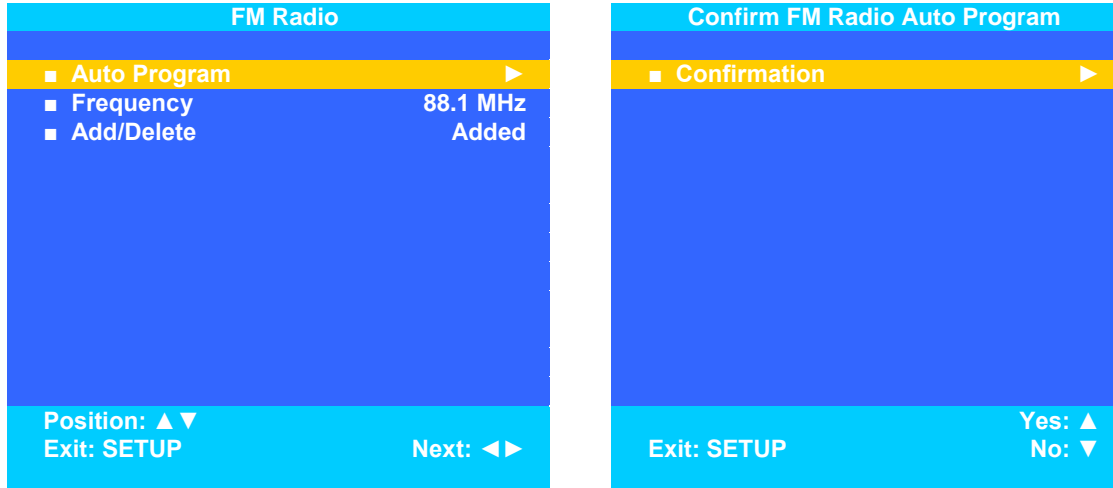 FM Radio
■ Auto Program ►
■ Frequency 88.1 MHz
■ Add/Delete Added
Position: ▲▼
Exit: SETUP Next: ◄►
Confirm FM Radio Auto Program
■ Confirmation ►
Yes: ▲
Exit: SETUP No: ▼